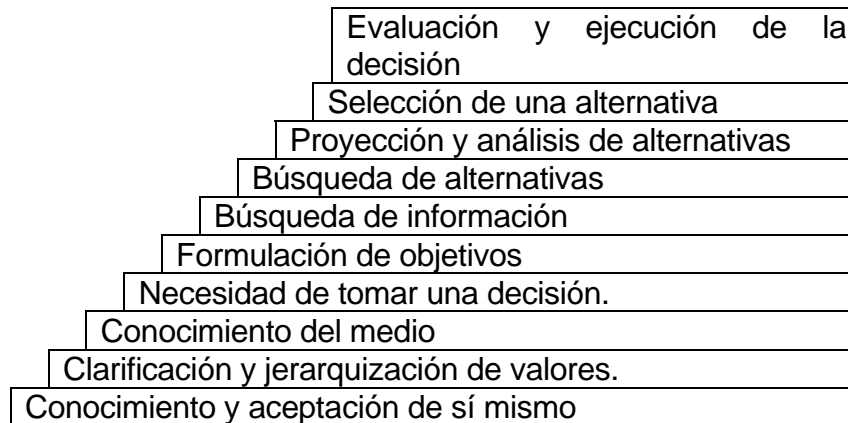 Evaluación y ejecución de la
decisión
Selección de una alternativa
Proyección y análisis de alternativas
Búsqueda de alternativas
Búsqueda de información
Formulación de objetivos
Necesidad de tomar una decisión.
Conocimiento del medio
Clarificación y jerarquización de valores.
Conocimiento y aceptación de sí mismo